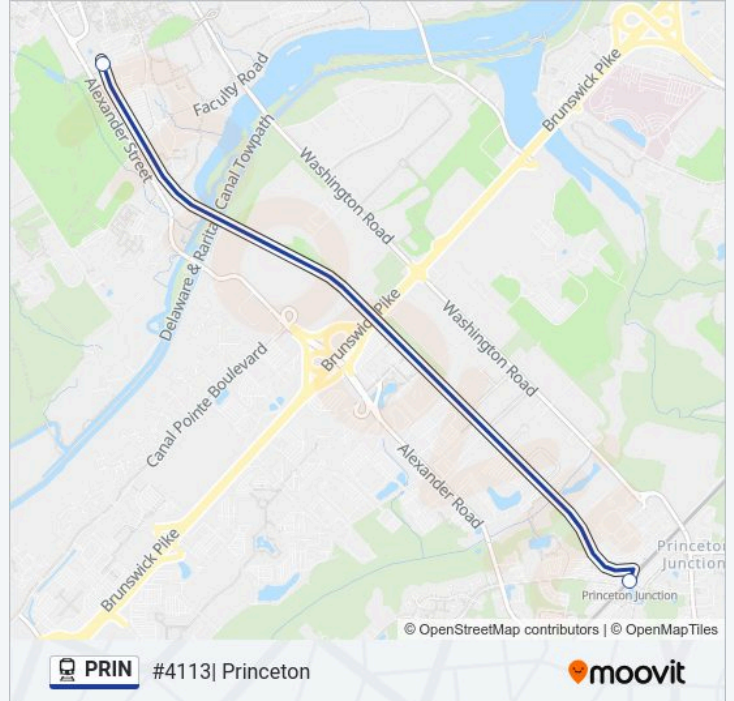 Faculty Road
Brunswick Pike
Alexander Street
Washington Road
Delaware & Raritan Canal Towpath
Brunswick Pike
Washington Road
Canal Pointe Boulevard
Alexander Road
Brunswick Pike
Princeton
Junction
Princeton Junction
© OpenStreetMap contributors | © OpenMapTiles
PRIN #4113| Princeton
moovit